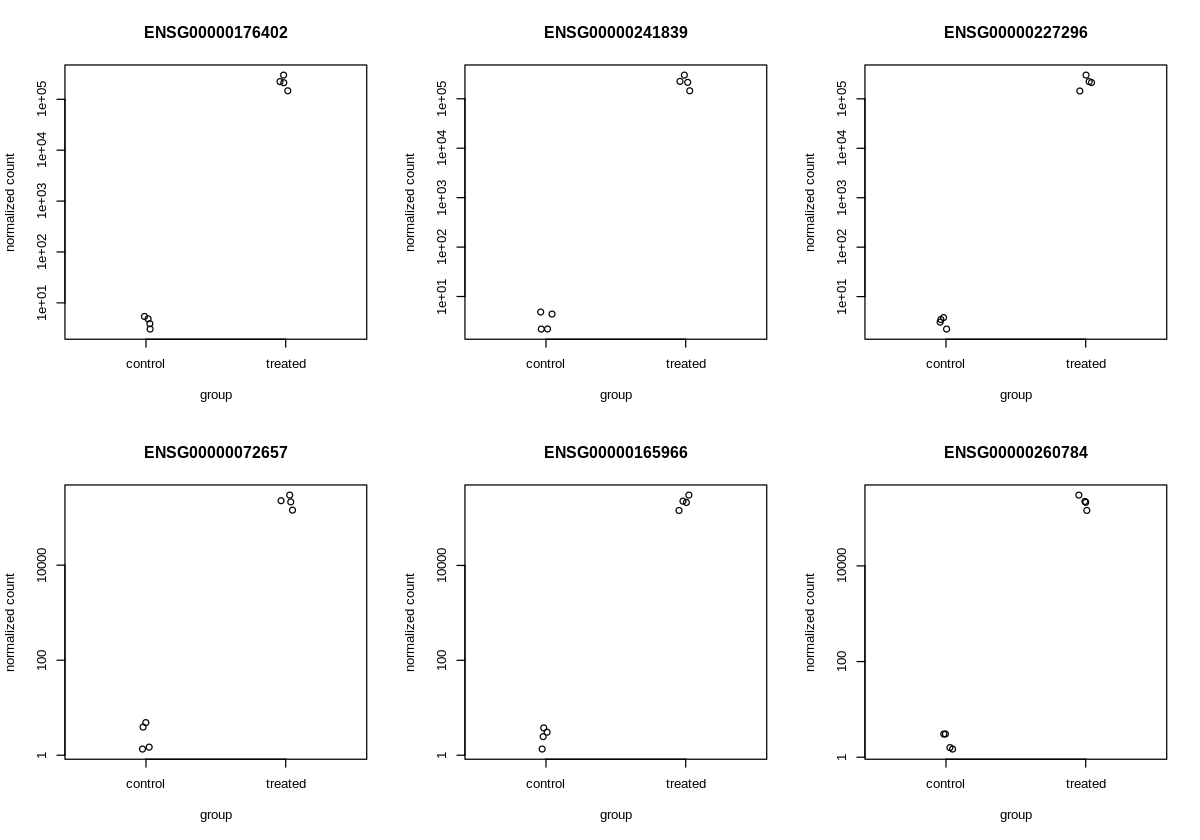 ENSG00000176402
normalized count
1e+05
1e+04
1e+03
1e+02
1e+01
control treated
group
ENSG00000241839
normalized count
1e+05
1e+04
1e+03
1e+02
1e+01
control treated
group
ENSG00000227296
normalized count
1e+05
1e+04
1e+03
1e+02
1e+01
control treated
group
ENSG00000072657
normalized count
10000
100
1
control treated
group
ENSG00000165966
normalized count
10000
100
1
control treated
group
ENSG00000260784
normalized count
10000
100
1
control treated
group